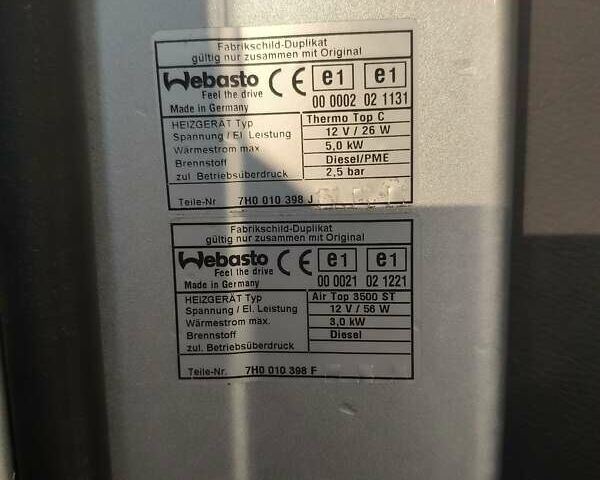 Fabrikschild-Duplikat
gültig nur zusammen mit Original
Webasto CE e1 e1
Feel the drive 00 0002 02 1131
Made in Germany
HEIZGERÄT Typ Thermo Top C
Spannung / El. Leistung 12 V / 26 W
Wärmestrom max. 5,0 kW
Brennstoff Diesel/PME
zul. Betriebsüberdruck 2,5 bar
Teile-Nr 7H0 010 398 J
Fabrikschild-Duplikat
gültig nur zusammen mit Original
Webasto CE e1 e1
Feel the drive 00 0021 02 1221
Made in Germany
HEIZGERÄT Typ Air Top 3500 ST
Spannung / El. Leistung 12 V / 56 W
Wärmestrom max. 3,0 kW
Brennstoff Diesel
zul. Betriebsüberdruck
Teile-Nr. 7H0 010 398 F